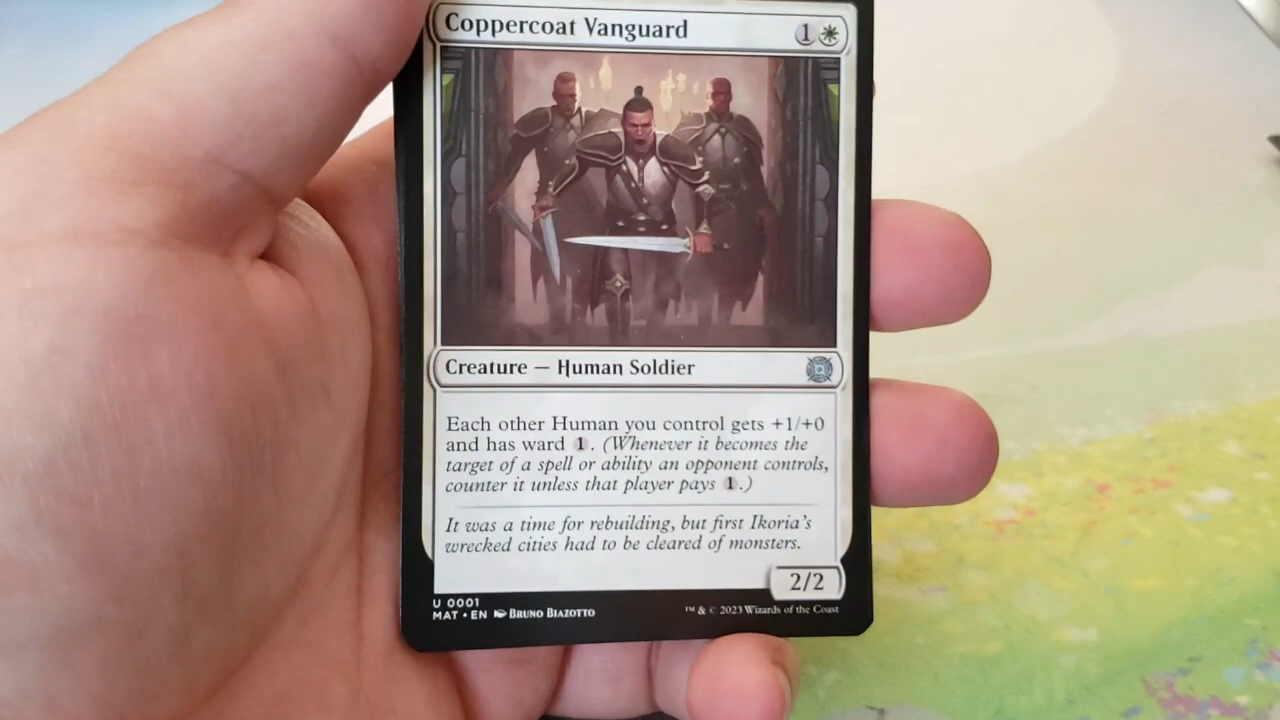 Coppercoat Vanguard 1
Creature — Human Soldier
Each other Human you control gets +1/+0
and has ward 1. (Whenever it becomes the
target of a spell or ability an opponent controls,
counter it unless that player pays 1.)
It was a time for rebuilding, but first Ikoria's
wrecked cities had to be cleared of monsters.
2/2
U 0001
MAT • EN Bruno Biazotto ™ & © 2023 Wizards of the Coast